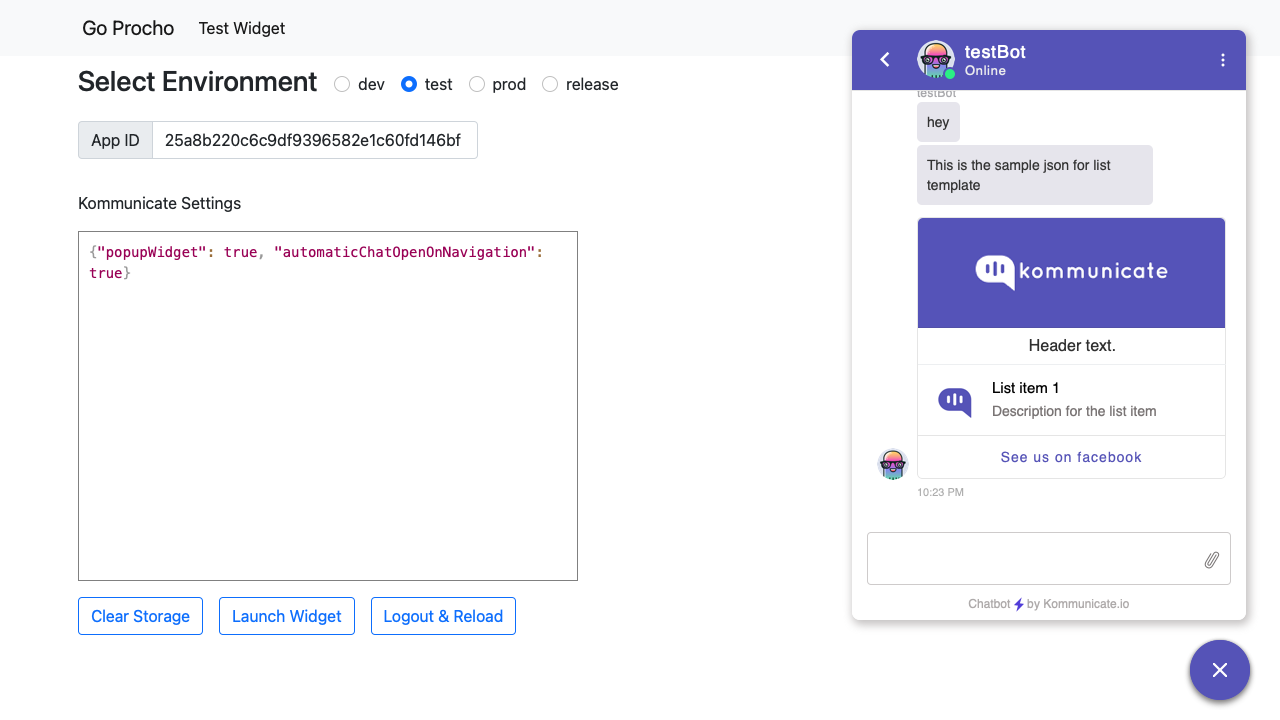 Go Procho Test Widget
Select Environment dev test prod release
App ID 25a8b220c6c9df9396582e1c60fd146bf
Kommunicate Settings
{"popupWidget": true, "automaticChatOpenOnNavigation":
true}
Clear Storage Launch Widget Logout & Reload
testBot
Online
testBot
hey
This is the sample json for list
template
kommunicate
Header text.
List item 1
Description for the list item
See us on facebook
10:23 PM
Chatbot by Kommunicate.io